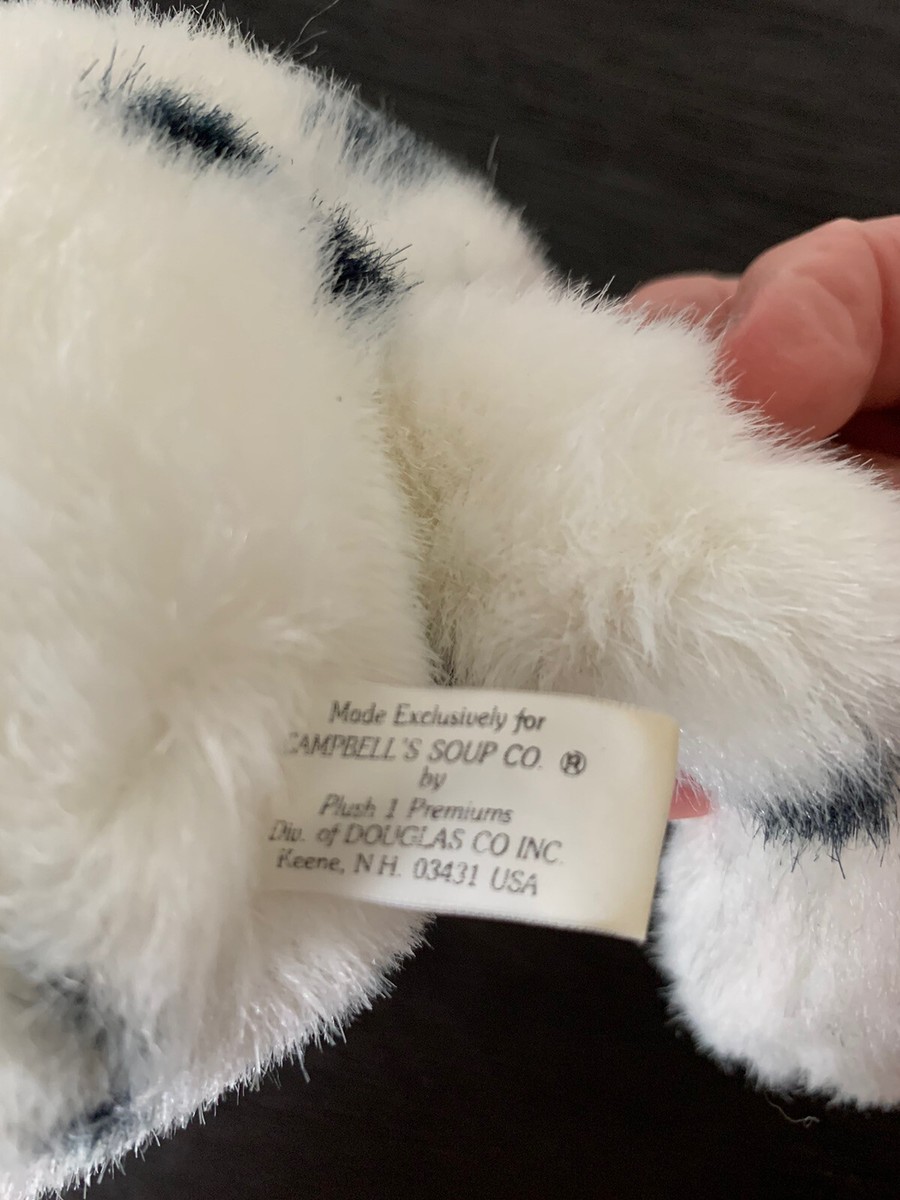 Made Exclusively for
CAMPBELL'S SOUP CO. ®
by
Plush 1 Premiums
Div. of DOUGLAS CO INC.
Keene, N.H. 03431 USA